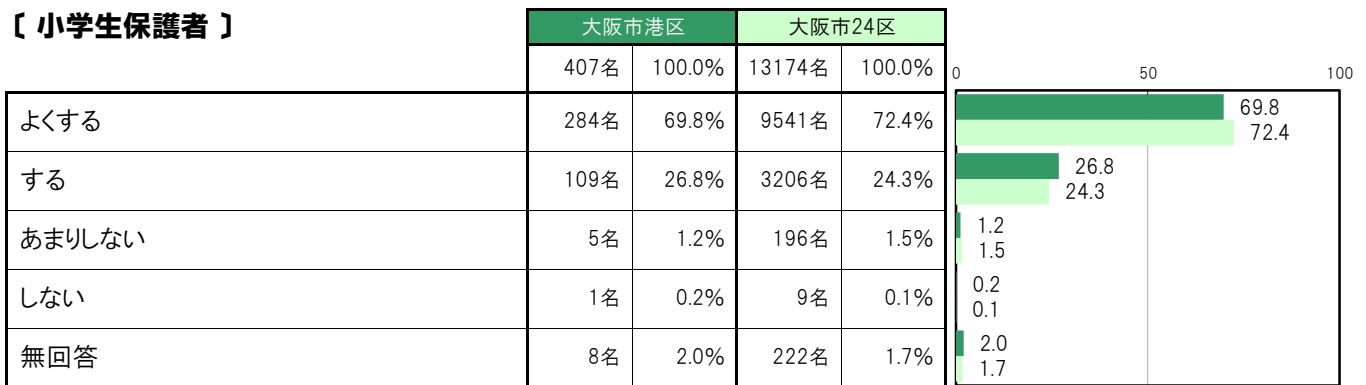 〔 小学生保護者 〕
大阪市港区 大阪市24区
407名 100.0% 13174名 100.0%
0 50 100
よくする 284名 69.8% 9541名 72.4%
69.8
72.4
する 109名 26.8% 3206名 24.3%
26.8
24.3
あまりしない 5名 1.2% 196名 1.5%
1.2
1.5
しない 1名 0.2% 9名 0.1%
0.2
0.1
無回答 8名 2.0% 222名 1.7%
2.0
1.7